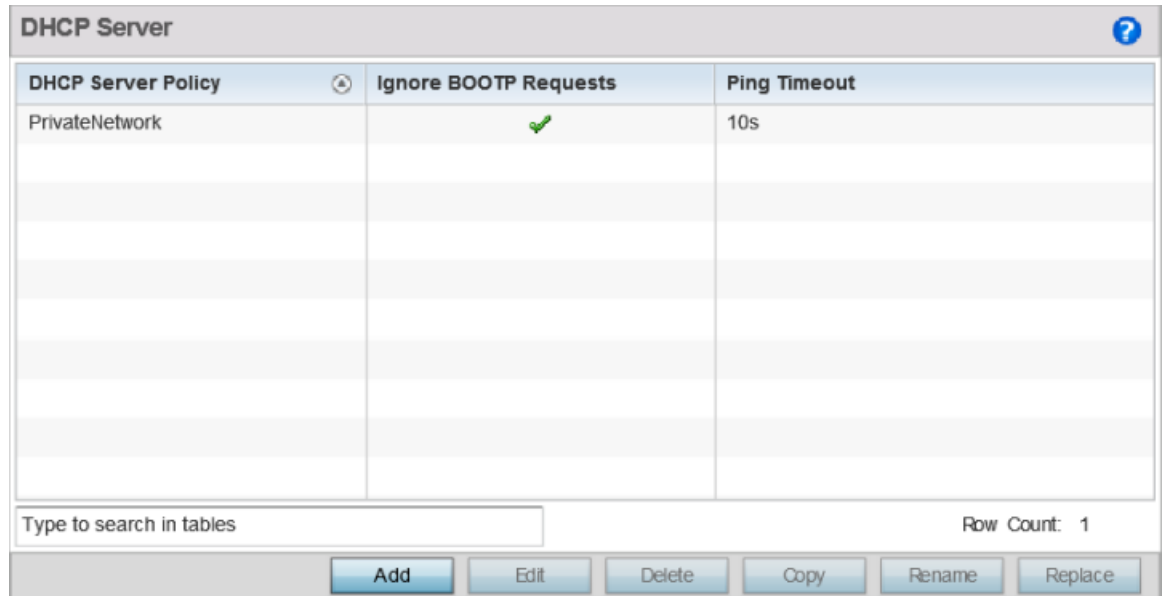 DHCP Server
DHCP Server Policy Ignore BOOTP Requests Ping Timeout
PrivateNetwork 10s
Type to search in tables Row Count: 1
Add Edit Delete Copy Rename Replace